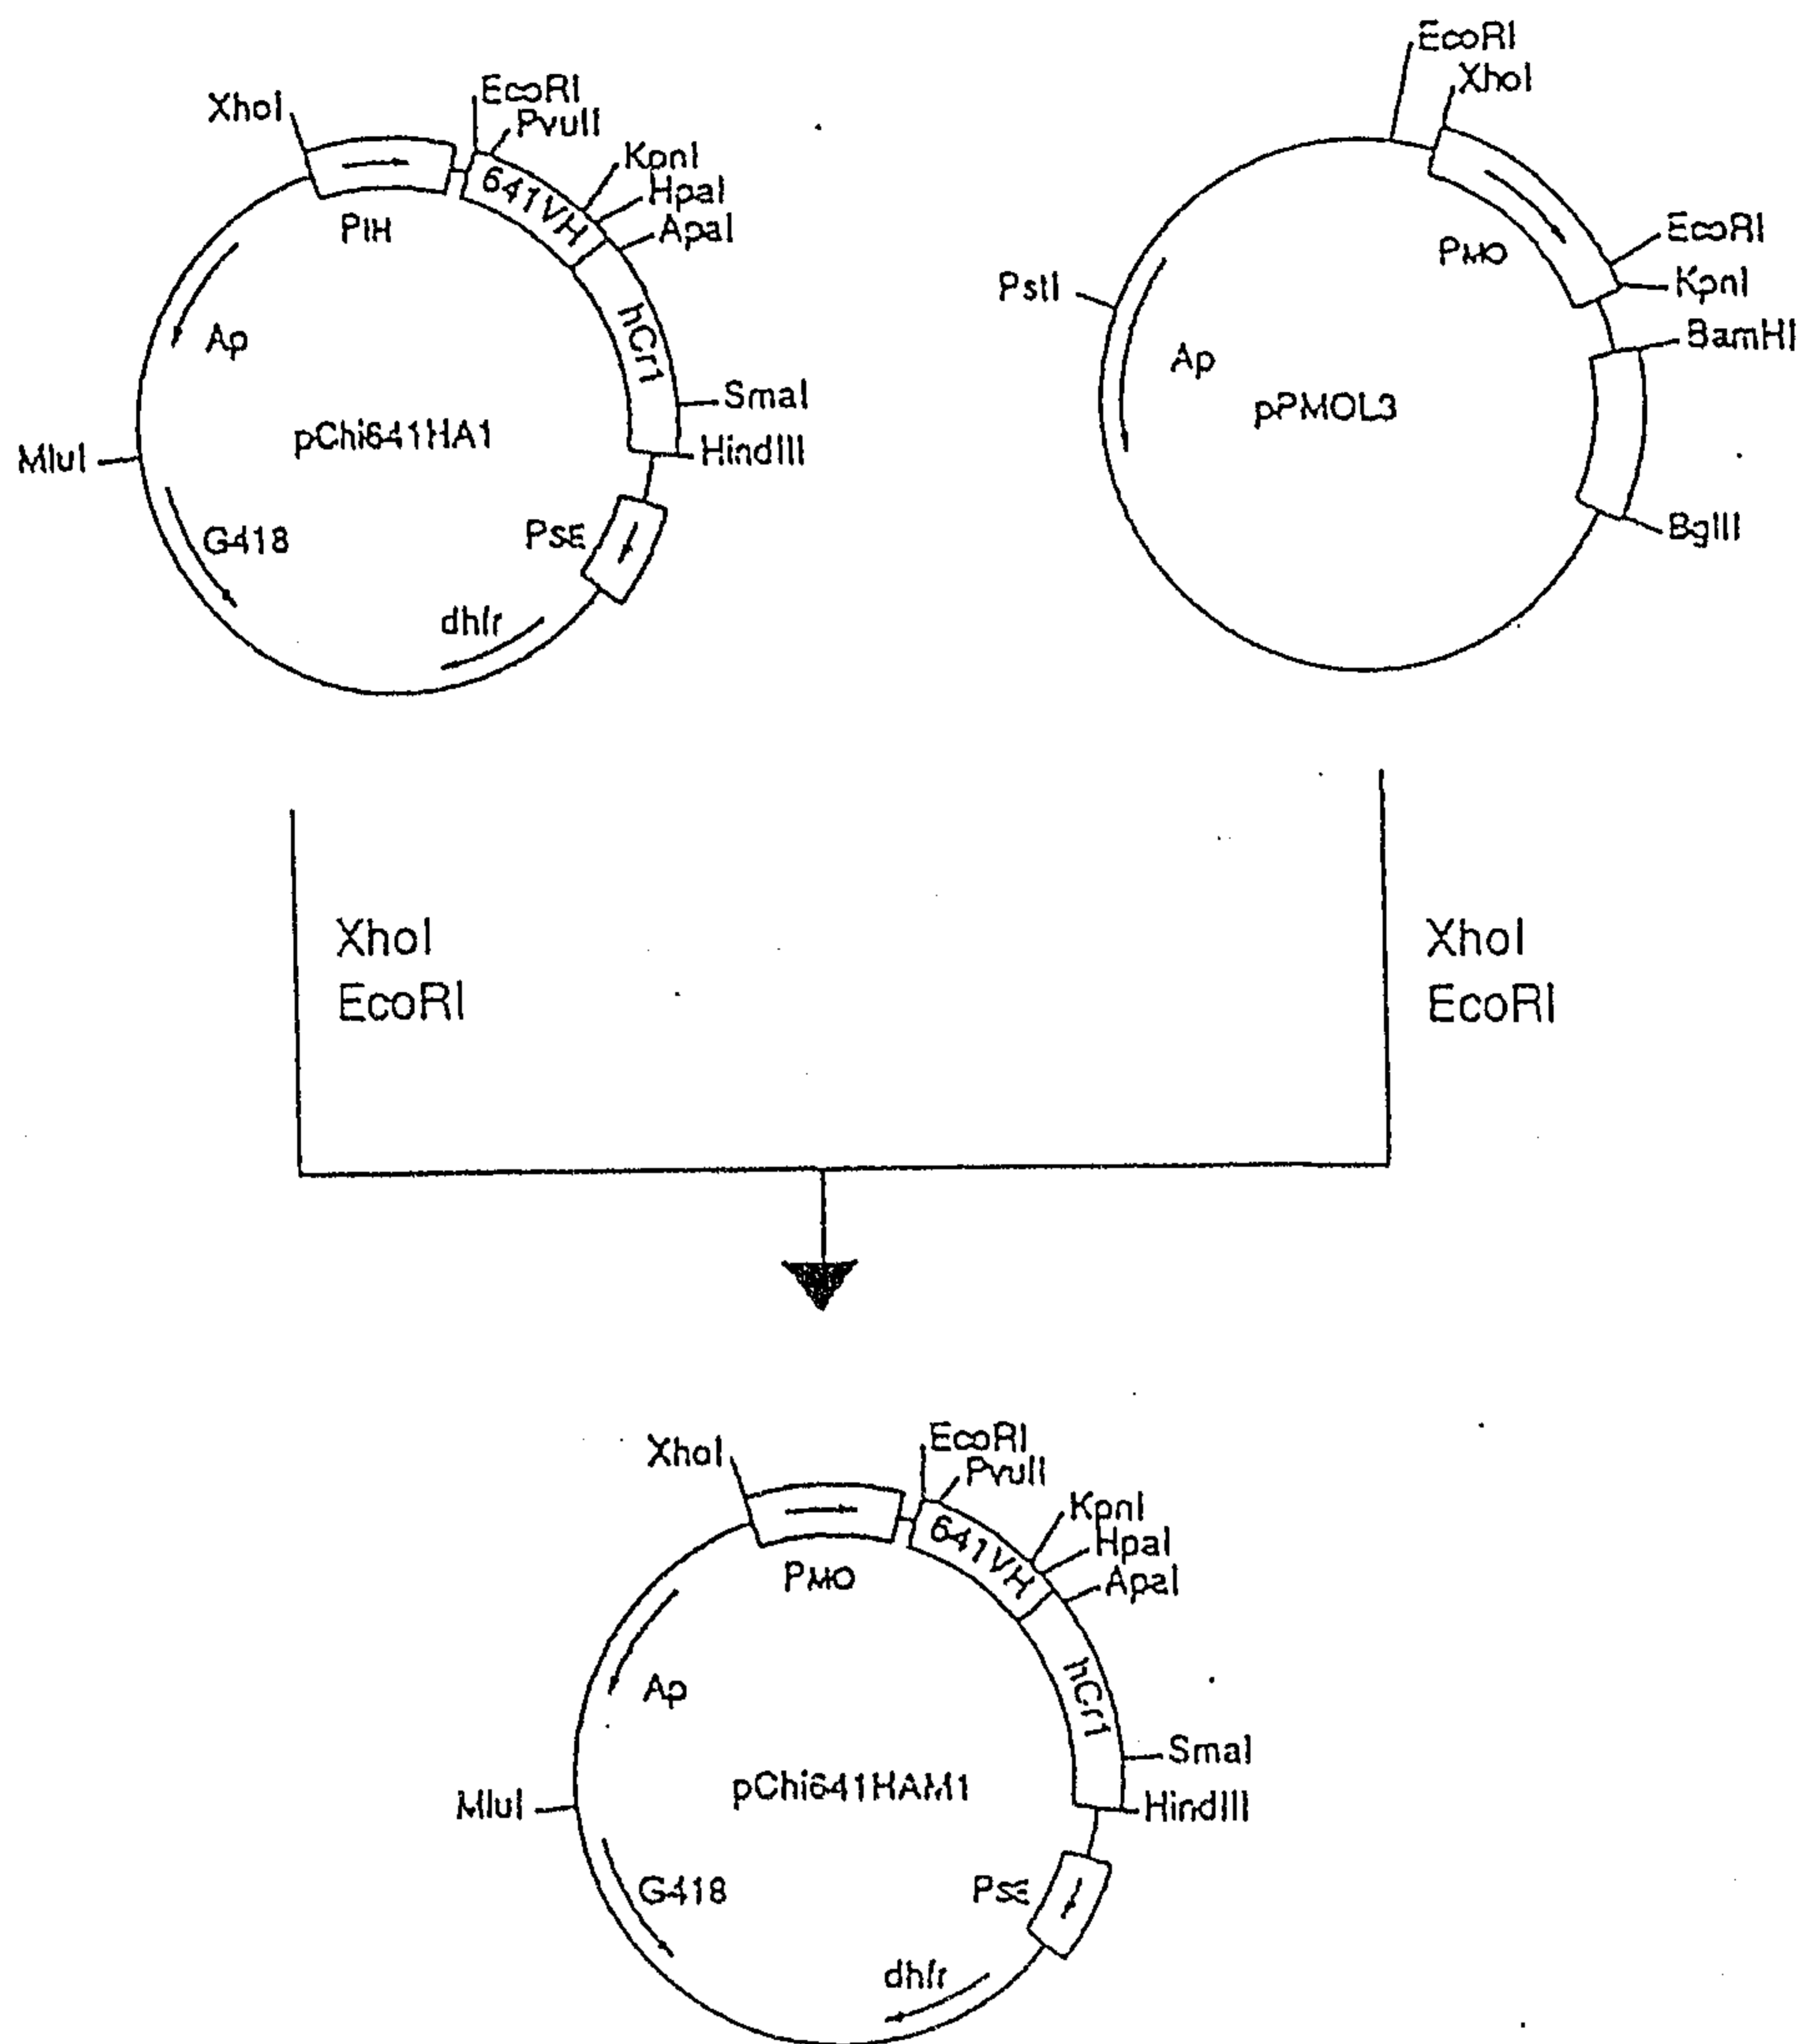 XhoI
EcoRI
PvuII
KpnI
HpaI
ApaI
641VH
PIH
hCγ1
Ap
SmaI
HindIII
pChi641HA1
MluI
G418
PSE
dhfr
EcoRI
XhoI
EcoRI
KpnI
BamHI
PMO
PstI
Ap
pPMOL3
BglII
XhoI
EcoRI
XhoI
EcoRI
XhoI
EcoRI
PvuII
KpnI
HpaI
ApaI
641VH
PMO
hCγ1
Ap
SmaI
HindIII
pChi641HAM1
MluI
G418
PSE
dhfr